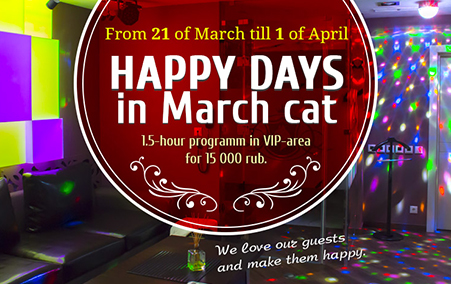 From 21 of March till 1 of April
HAPPY DAYS
in March cat
1.5-hour programm in VIP-area
for 15 000 rub.
We love our guests
and make them happy.